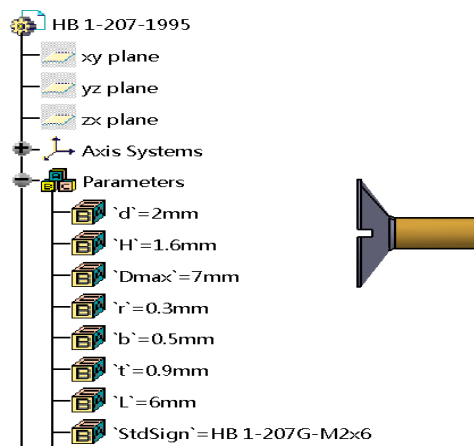 HB 1-207-1995
xy plane
yz plane
zx plane
Axis Systems
Parameters
`d`=2mm
`H`=1.6mm
`Dmax`=7mm
`r`=0.3mm
`b`=0.5mm
`t`=0.9mm
`L`=6mm
`StdSign`=HB 1-207G-M2x6